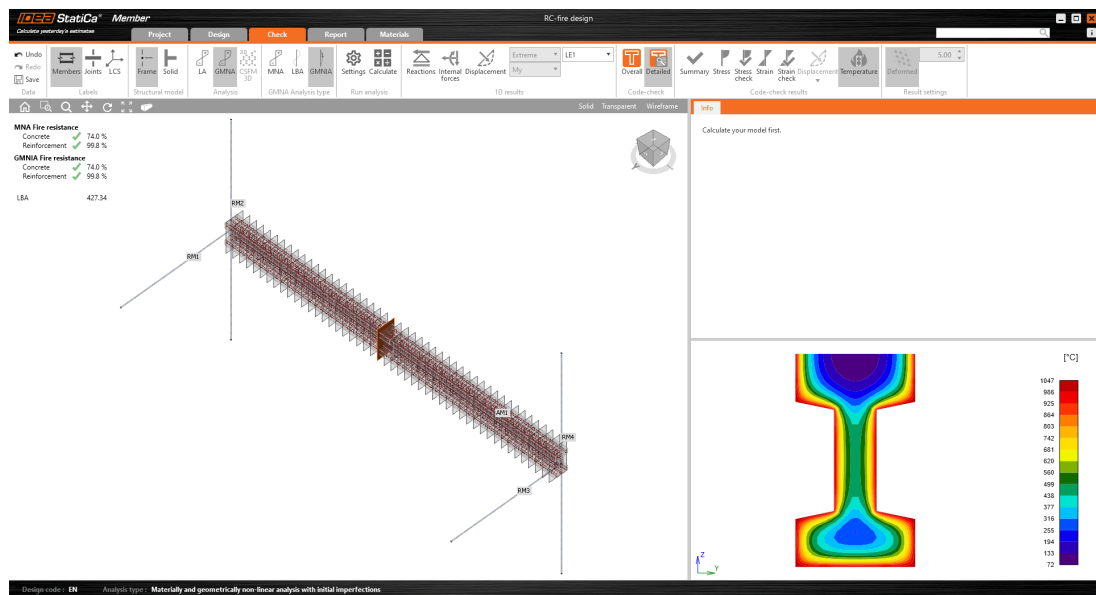 IDEA StatiCa® Member
Calculate yesterday's estimates
RC-fire design
Project Design Check Report Materials
Undo
Redo
Save
Data
Members Joints LCS
Labels
Frame Solid
Structural model
LA GMNA CSFM 3D
Analysis
MNA LBA GMNIA
GMNA Analysis type
Settings Calculate
Run analysis
Reactions Internal forces Displacement
Extreme LE1
My
1D results
Overall Detailed
Code-check
Summary Stress Stress check Strain Strain check Displacement Temperature
Code-check results
Deformed 5.00
Result settings
Solid Transparent Wireframe
Info
Calculate your model first.
MNA Fire resistance
Concrete 74.0 %
Reinforcement 99.8 %
GMNIA Fire resistance
Concrete 74.0 %
Reinforcement 99.8 %
LBA 427.34
RM2
RM1
AM1
RM4
RM3
[°C]
1047
986
925
864
803
742
681
620
560
499
438
377
316
255
194
133
72
Z
Y
Design code : EN Analysis type : Materially and geometrically non-linear analysis with initial imperfections